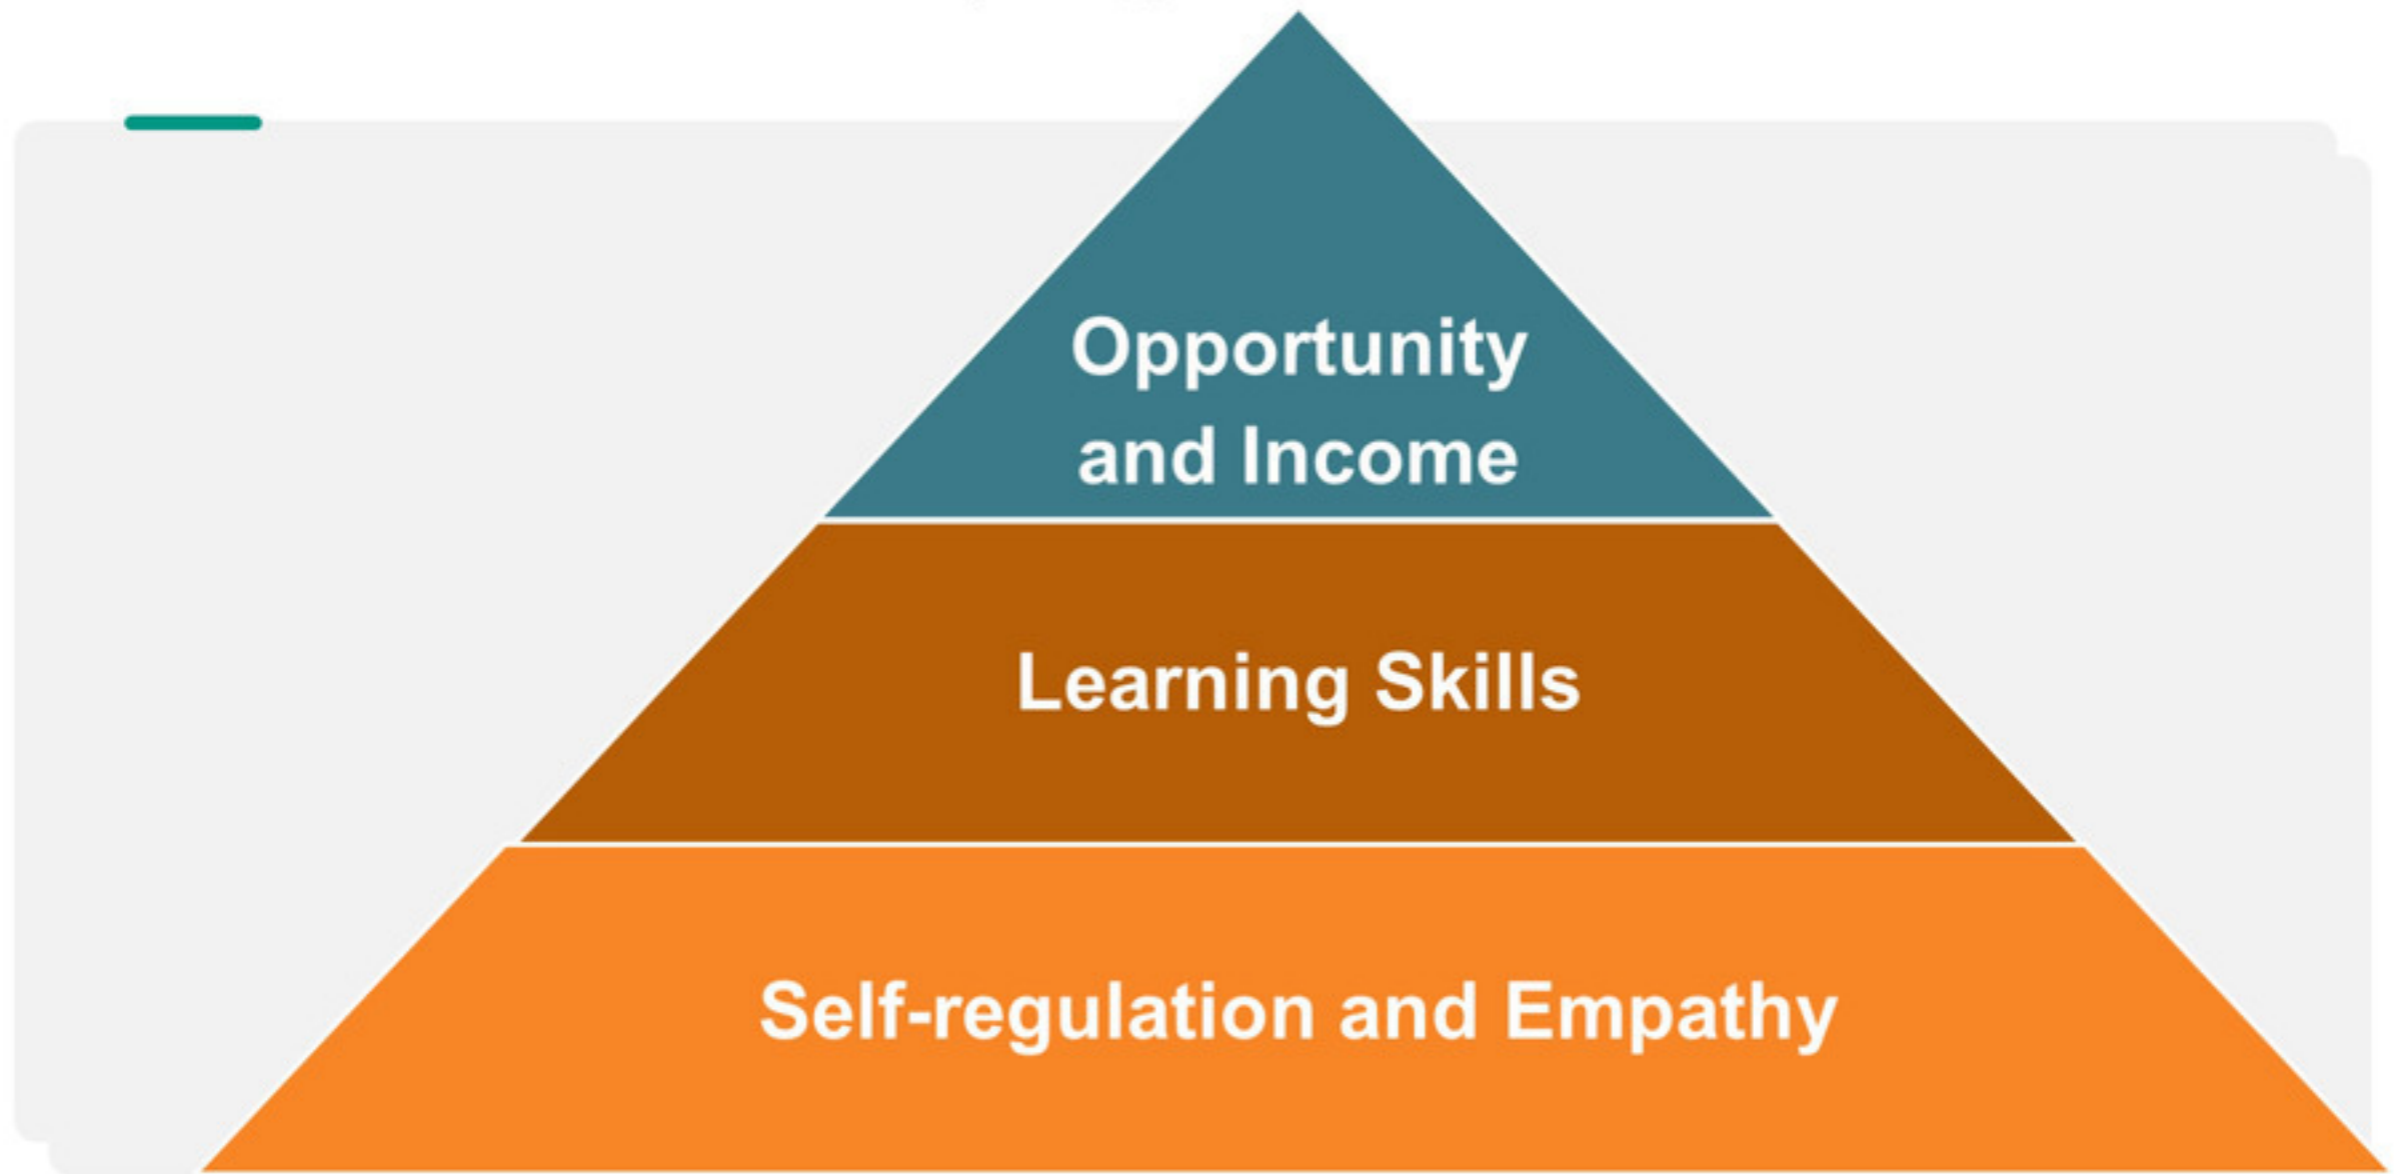 Opportunity
and Income
Learning Skills
Self-regulation and Empathy